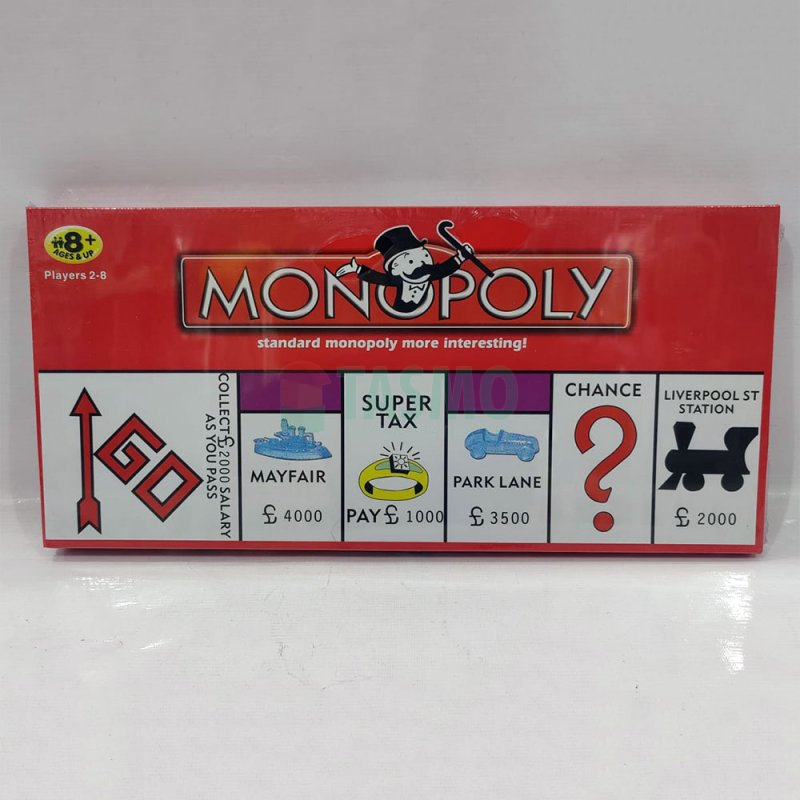 8+
AGES & UP
Players 2-8
MONOPOLY
standard monopoly more interesting!
TASMO
GO
COLLECT £2000 SALARY
AS YOU PASS
MAYFAIR
£ 4000
SUPER
TAX
PAY £ 1000
PARK LANE
£ 3500
CHANCE
?
LIVERPOOL ST
STATION
£ 2000